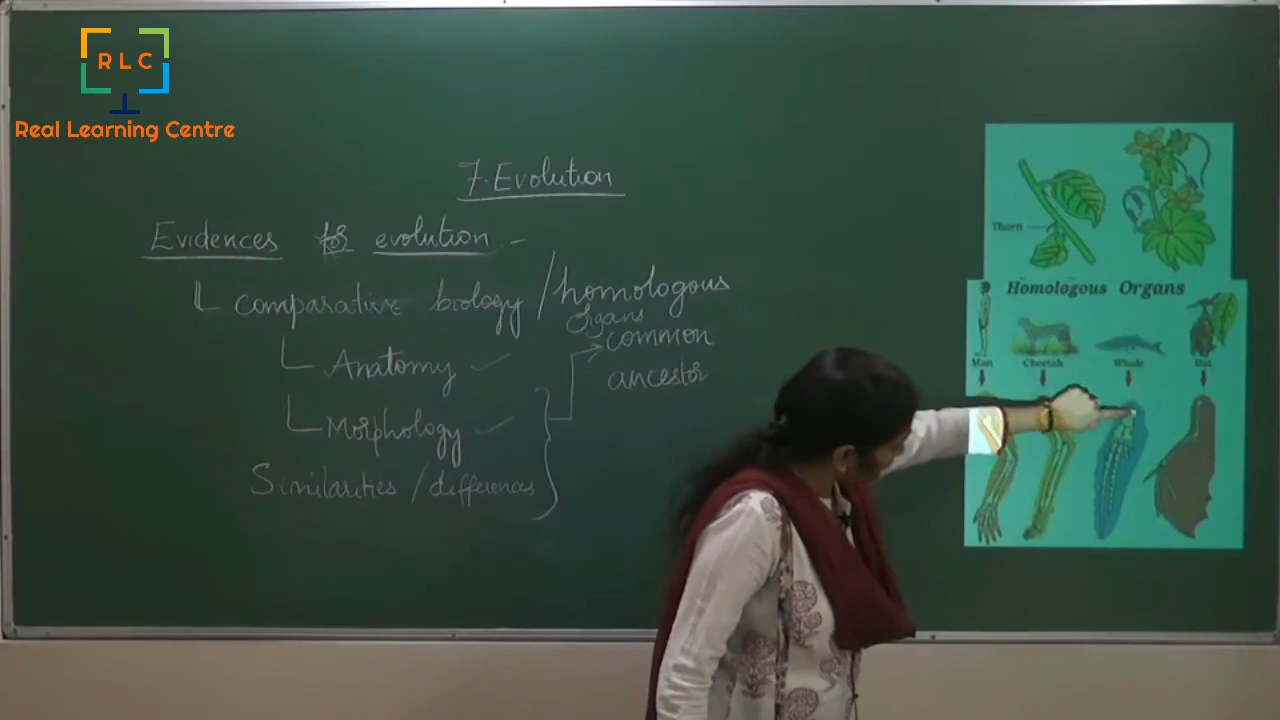 R L C
Real Learning Centre
7. Evolution
Evidences for evolution -
comparative biology / homologous
organs
common
Anatomy
ancestor
Morphology
Similarities / differences
Thorn
Homologous Organs
Man Cheetah Whale Bat